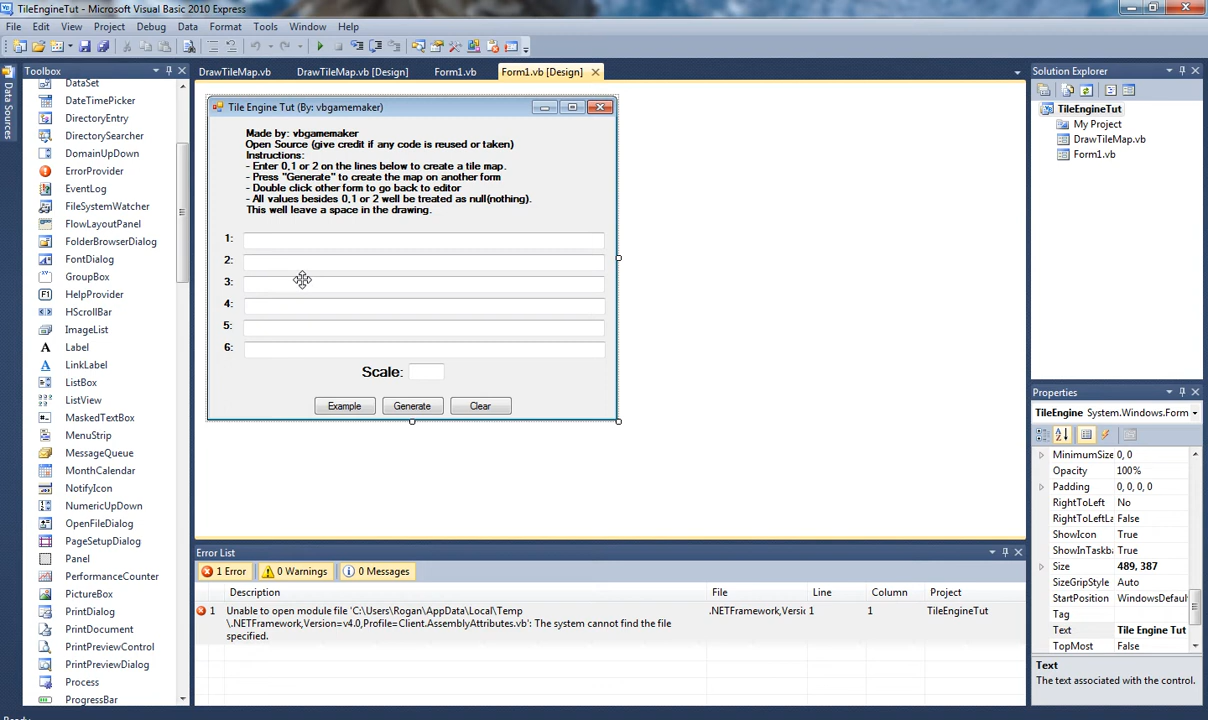 TileEngineTut - Microsoft Visual Basic 2010 Express
File Edit View Project Debug Data Format Tools Window Help
Toolbox
DrawTileMap.vb DrawTileMap.vb [Design] Form1.vb Form1.vb [Design]
Data Sources
DataSet
DateTimePicker
DirectoryEntry
DirectorySearcher
DomainUpDown
ErrorProvider
EventLog
FileSystemWatcher
FlowLayoutPanel
FolderBrowserDialog
FontDialog
GroupBox
HelpProvider
HScrollBar
ImageList
Label
LinkLabel
ListBox
ListView
MaskedTextBox
MenuStrip
MessageQueue
MonthCalendar
NotifyIcon
NumericUpDown
OpenFileDialog
PageSetupDialog
Panel
PerformanceCounter
PictureBox
PrintDialog
PrintDocument
PrintPreviewControl
PrintPreviewDialog
Process
ProgressBar
Tile Engine Tut (By: vbgamemaker)
Made by: vbgamemaker
Open Source (give credit if any code is reused or taken)
Instructions:
- Enter 0,1 or 2 on the lines below to create a tile map.
- Press "Generate" to create the map on another form
- Double click other form to go back to editor
- All values besides 0,1 or 2 well be treated as null(nothing).
This well leave a space in the drawing.
1:
2:
3:
4:
5:
6:
Scale:
Example Generate Clear
Error List
1 Error 0 Warnings 0 Messages
Description File Line Column Project
1 Unable to open module file 'C:\Users\Rogan\AppData\Local\Temp .NETFramework,Versic 1 1 TileEngineTut
\.NETFramework,Version=v4.0,Profile=Client.AssemblyAttributes.vb': The system cannot find the file
specified.
Solution Explorer
TileEngineTut
My Project
DrawTileMap.vb
Form1.vb
Properties
TileEngine System.Windows.Form
MinimumSize 0, 0
Opacity 100%
Padding 0, 0, 0, 0
RightToLeft No
RightToLeftLa False
ShowIcon True
ShowInTaskba True
Size 489, 387
SizeGripStyle Auto
StartPosition WindowsDefaul
Tag
Text Tile Engine Tut
TopMost False
Text
The text associated with the control.